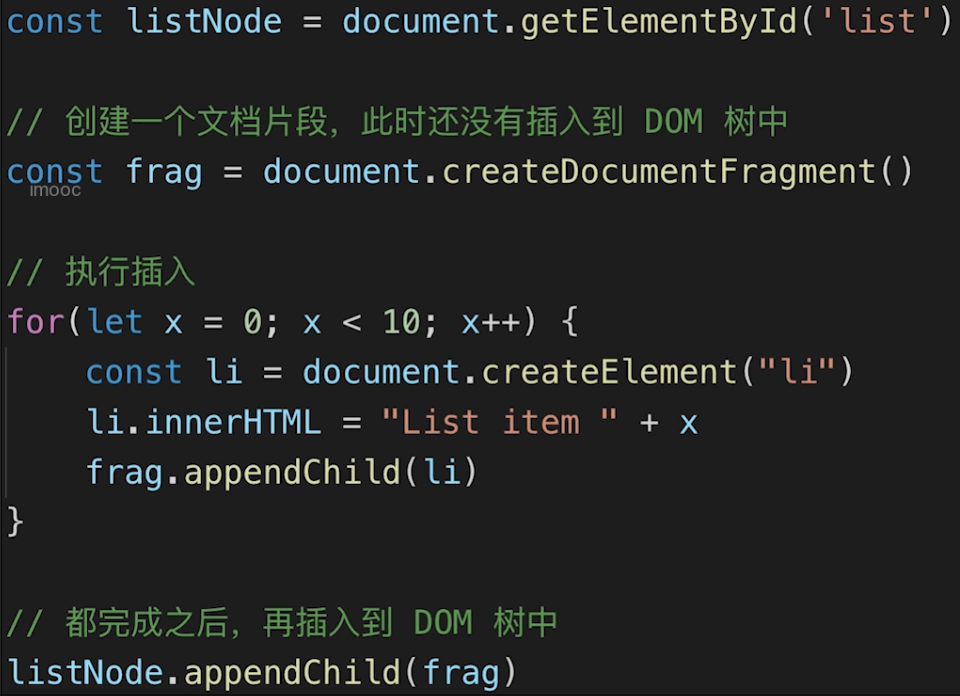 const listNode = document.getElementById('list')
// 创建一个文档片段，此时还没有插入到 DOM 树中
const frag = document.createDocumentFragment()
imooc
// 执行插入
for(let x = 0; x < 10; x++) {
    const li = document.createElement("li")
    li.innerHTML = "List item " + x
    frag.appendChild(li)
}
// 都完成之后，再插入到 DOM 树中
listNode.appendChild(frag)